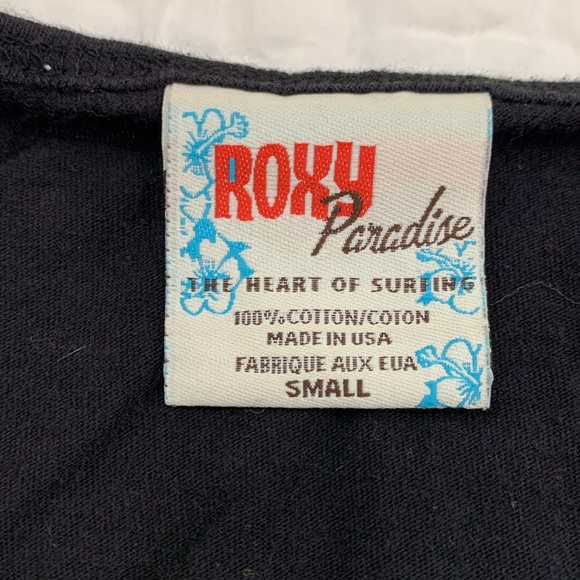 ROXY
Paradise
THE HEART OF SURFING
100% COTTON/COTON
MADE IN USA
FABRIQUE AUX EUA
SMALL